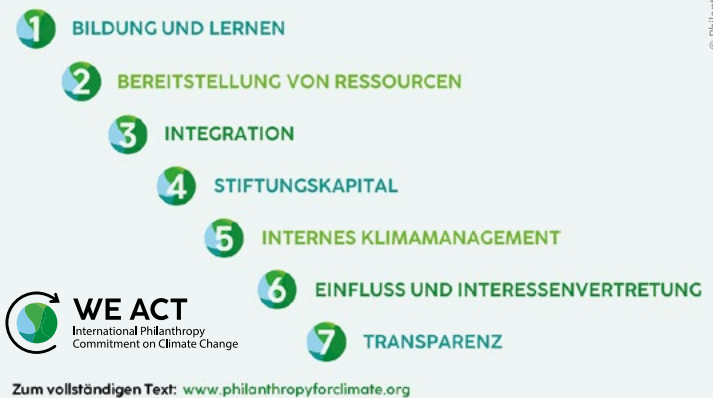 1 BILDUNG UND LERNEN
2 BEREITSTELLUNG VON RESSOURCEN
3 INTEGRATION
4 STIFTUNGSKAPITAL
5 INTERNES KLIMAMANAGEMENT
6 EINFLUSS UND INTERESSENVERTRETUNG
7 TRANSPARENZ
WE ACT
International Philanthropy
Commitment on Climate Change
Zum vollständigen Text: www.philanthropyforclimate.org